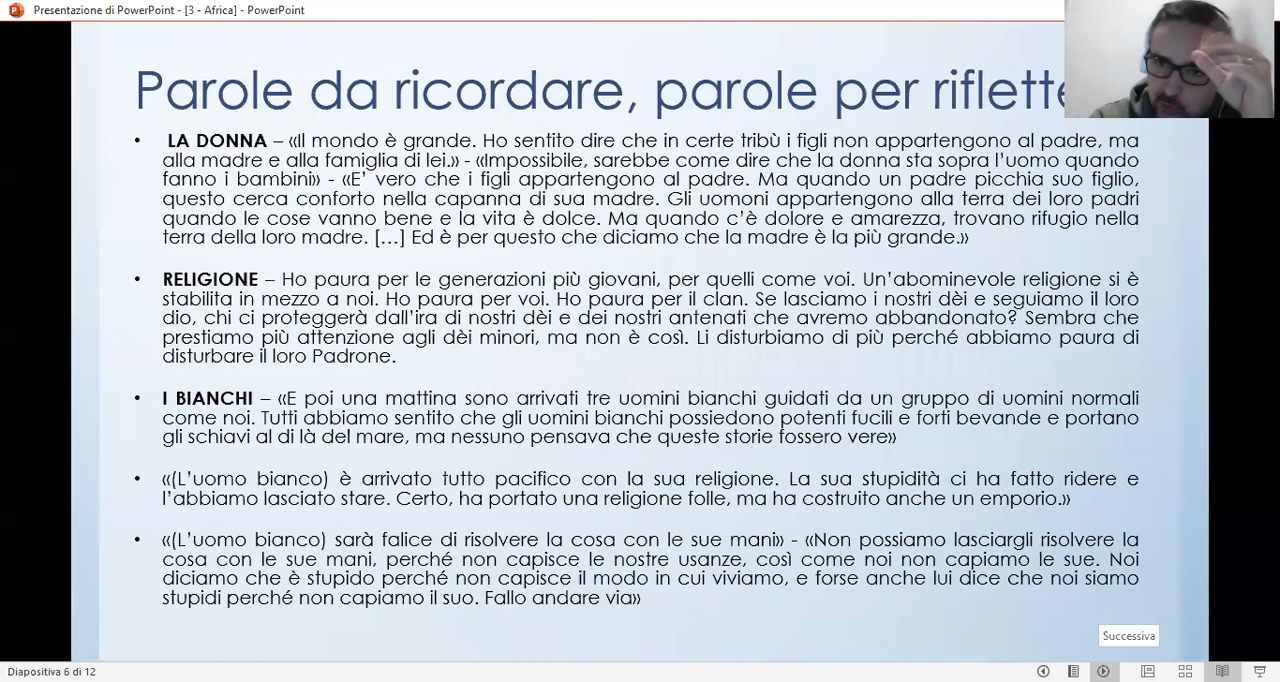 Presentazione di PowerPoint - [3 - Africa] - PowerPoint
Parole da ricordare, parole per riflette
• LA DONNA – «Il mondo è grande. Ho sentito dire che in certe tribù i figli non appartengono al padre, ma
alla madre e alla famiglia di lei.» - «Impossibile, sarebbe come dire che la donna sta sopra l'uomo quando
fanno i bambini» - «E' vero che i figli appartengono al padre. Ma quando un padre picchia suo figlio,
questo cerca conforto nella capanna di sua madre. Gli uomini appartengono alla terra dei loro padri
quando le cose vanno bene e la vita è dolce. Ma quando c'è dolore e amarezza, trovano rifugio nella
terra della loro madre. […] Ed è per questo che diciamo che la madre è la più grande.»
• RELIGIONE – Ho paura per le generazioni più giovani, per quelli come voi. Un'abominevole religione si è
stabilita in mezzo a noi. Ho paura per voi. Ho paura per il clan. Se lasciamo i nostri dèi e seguiamo il loro
dio, chi ci proteggerà dall'ira di nostri dèi e dei nostri antenati che avremo abbandonato? Sembra che
prestiamo più attenzione agli dèi minori, ma non è così. Li disturbiamo di più perché abbiamo paura di
disturbare il loro Padrone.
• I BIANCHI – «E poi una mattina sono arrivati tre uomini bianchi guidati da un gruppo di uomini normali
come noi. Tutti abbiamo sentito che gli uomini bianchi possiedono potenti fucili e forti bevande e portano
gli schiavi al di là del mare, ma nessuno pensava che queste storie fossero vere»
• «(L'uomo bianco) è arrivato tutto pacifico con la sua religione. La sua stupidità ci ha fatto ridere e
l'abbiamo lasciato stare. Certo, ha portato una religione folle, ma ha costruito anche un emporio.»
• «(L'uomo bianco) sarà falice di risolvere la cosa con le sue mani» - «Non possiamo lasciargli risolvere la
cosa con le sue mani, perché non capisce le nostre usanze, così come noi non capiamo le sue. Noi
diciamo che è stupido perché non capisce il modo in cui viviamo, e forse anche lui dice che noi siamo
stupidi perché non capiamo il suo. Fallo andare via»
Successiva
Diapositiva 6 di 12